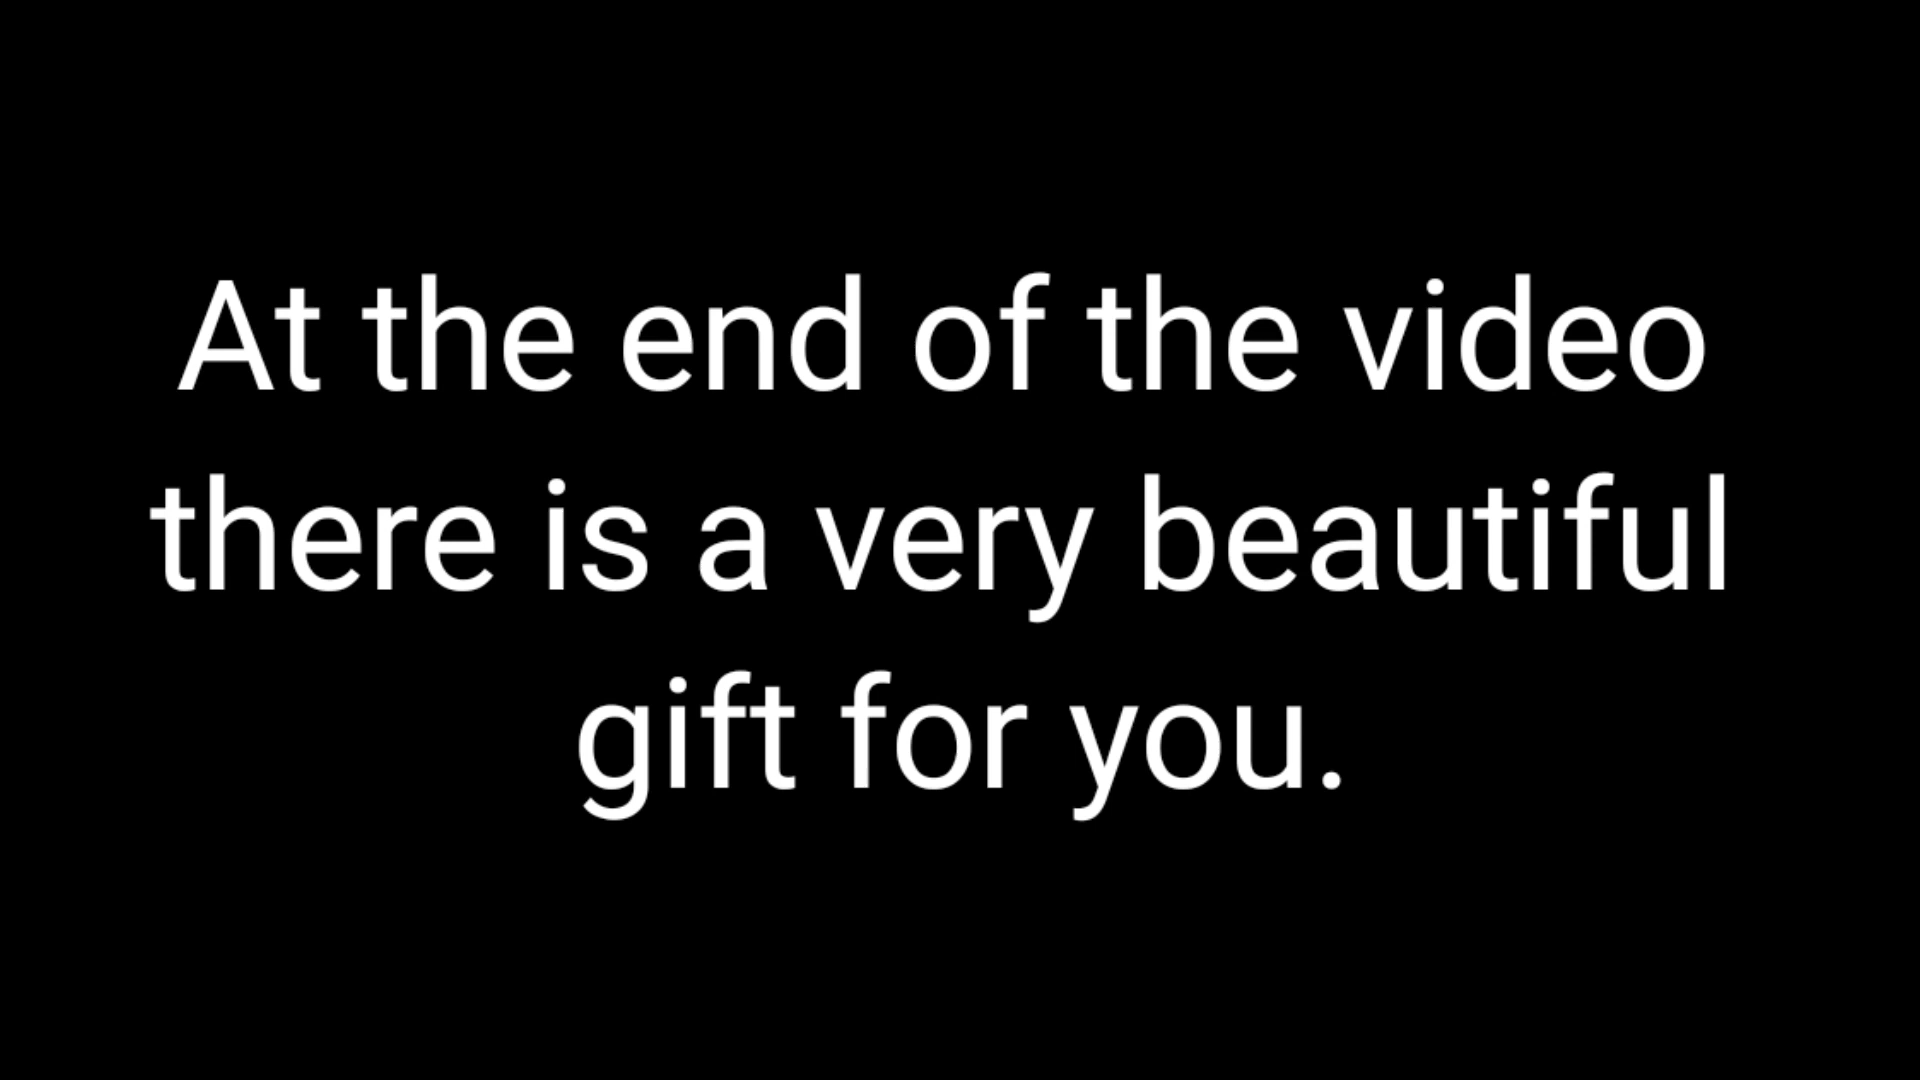 At the end of the video
there is a very beautiful
gift for you.